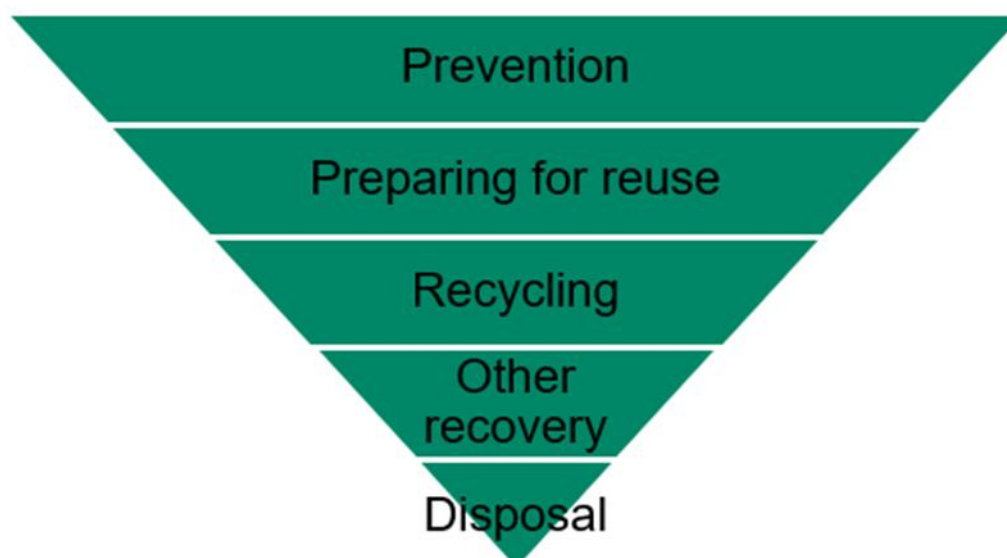 Prevention
Preparing for reuse
Recycling
Other
recovery
Disposal